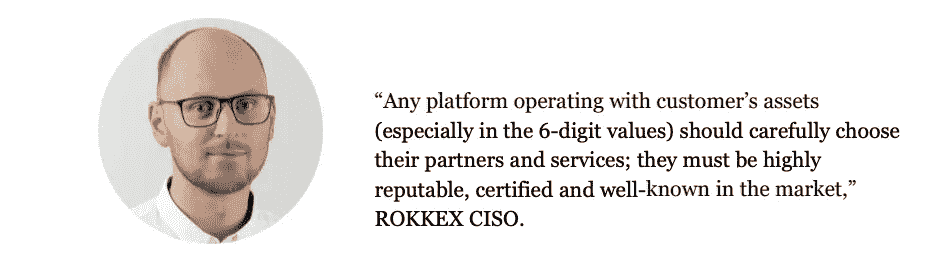 “Any platform operating with customer’s assets
(especially in the 6-digit values) should carefully choose
their partners and services; they must be highly
reputable, certified and well-known in the market,”
ROKKEX CISO.